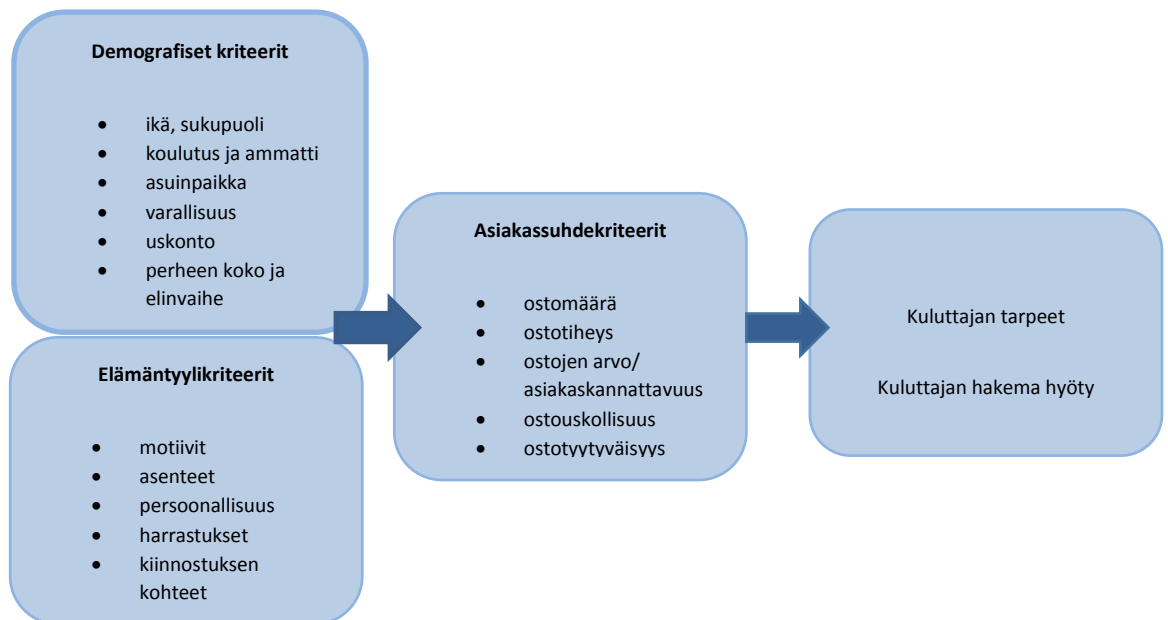 Demografiset kriteerit
• ikä, sukupuoli
• koulutus ja ammatti
• asuinpaikka
• varallisuus
• uskonto
• perheen koko ja
elinvaihe
Elämäntyylikriteerit
• motiivit
• asenteet
• persoonallisuus
• harrastukset
• kiinnostuksen
kohteet
Asiakassuhdekriteerit
• ostomäärä
• ostotiheys
• ostojen arvo/
asiakaskannattavuus
• ostouskollisuus
• ostotyytyväisyys
Kuluttajan tarpeet
Kuluttajan hakema hyöty